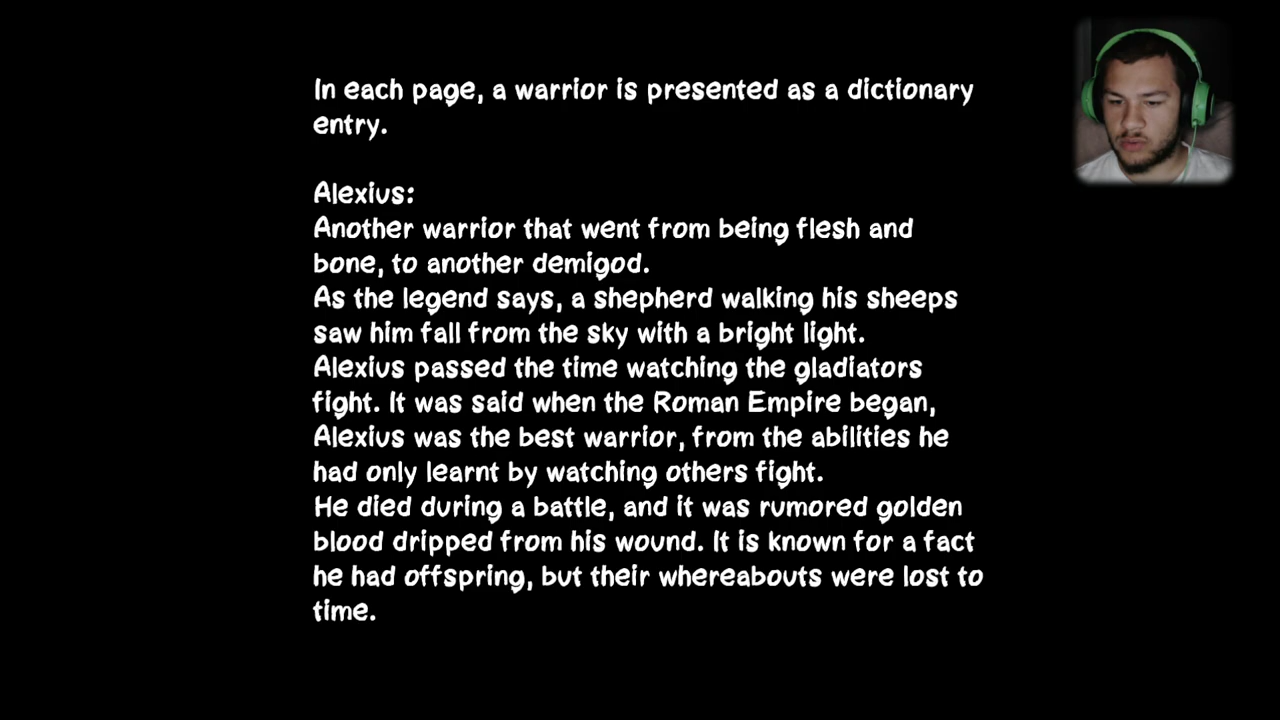 In each page, a warrior is presented as a dictionary
entry.
Alexius:
Another warrior that went from being flesh and
bone, to another demigod.
As the legend says, a shepherd walking his sheeps
saw him fall from the sky with a bright light.
Alexius passed the time watching the gladiators
fight. It was said when the Roman Empire began,
Alexius was the best warrior, from the abilities he
had only learnt by watching others fight.
He died during a battle, and it was rumored golden
blood dripped from his wound. It is known for a fact
he had offspring, but their whereabouts were lost to
time.